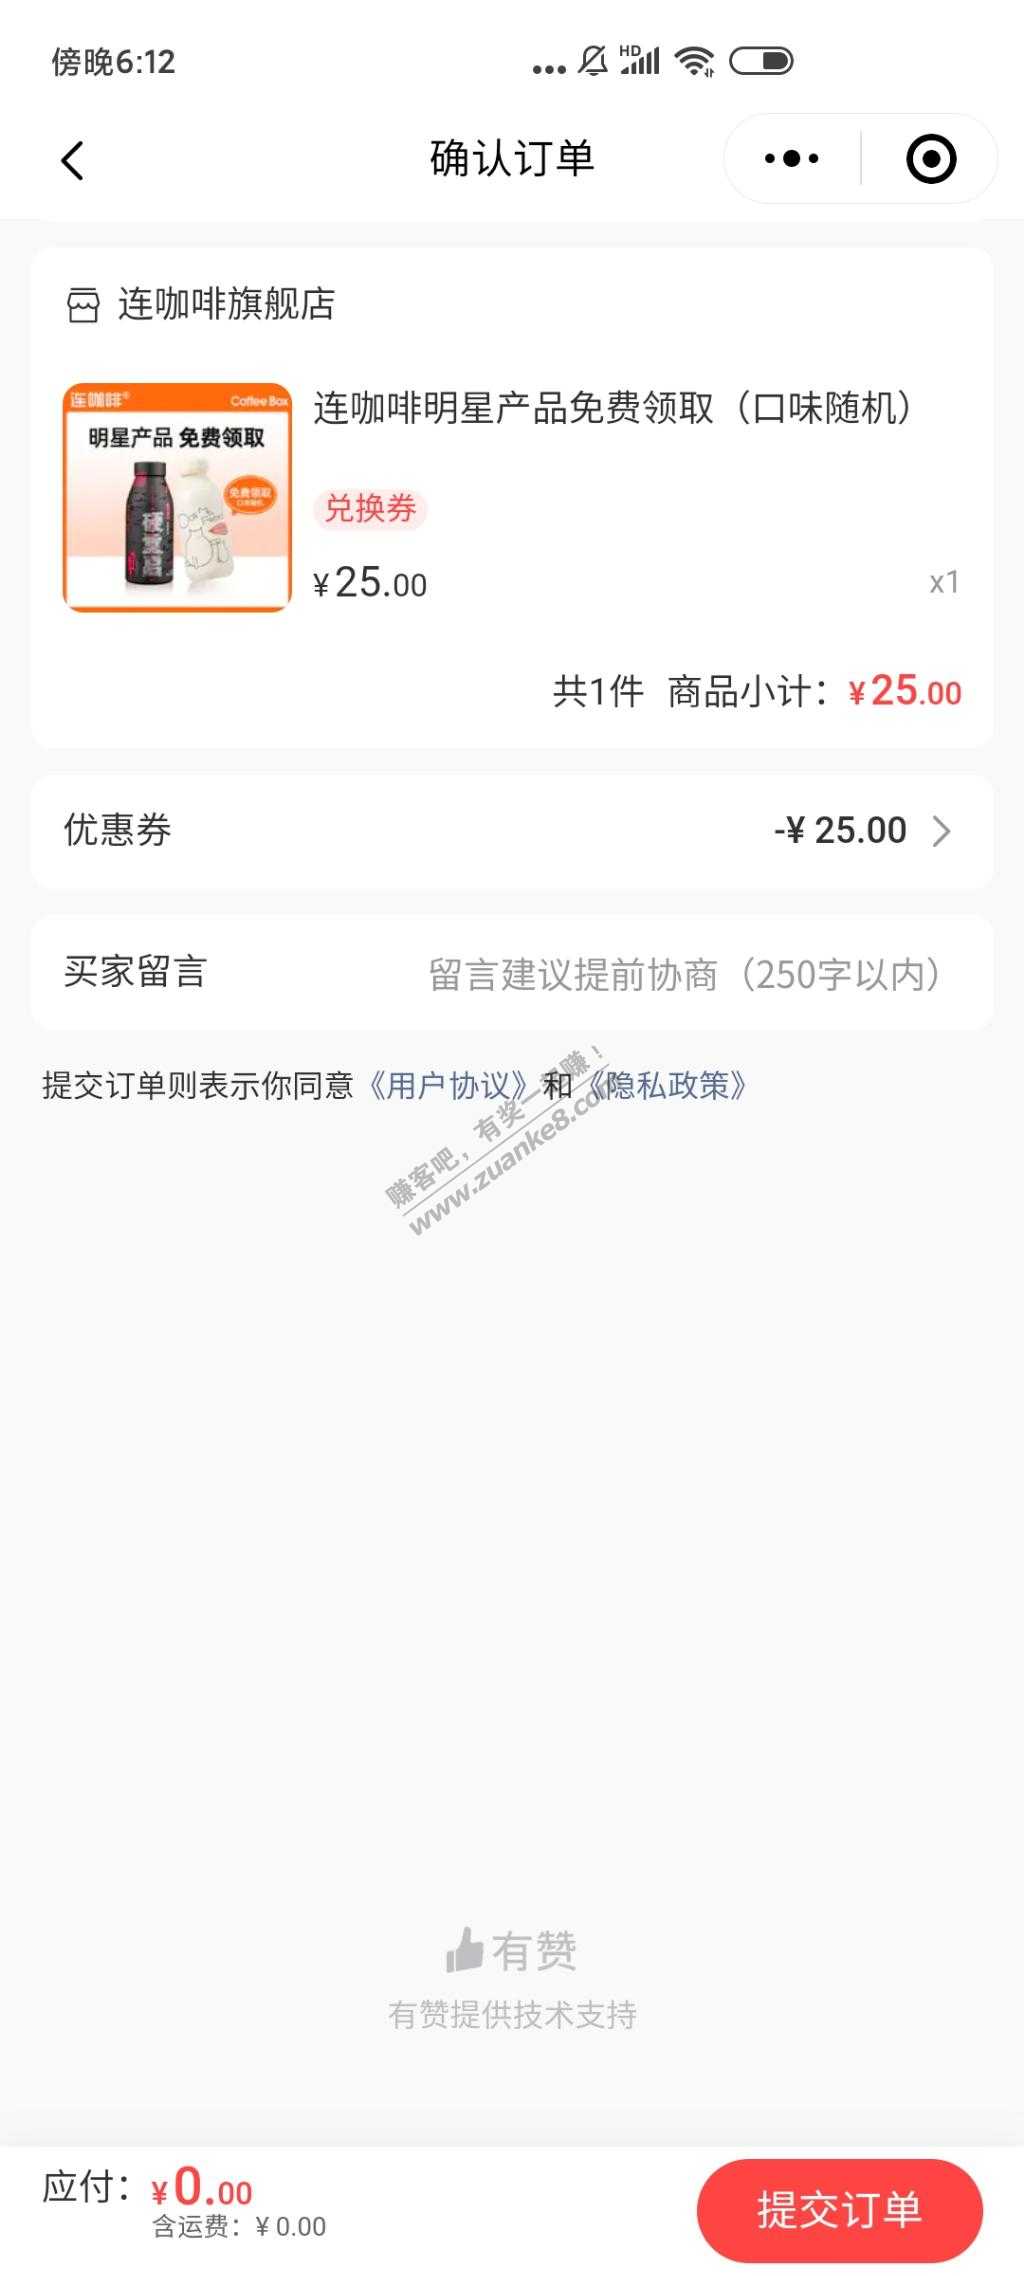 傍晚6:12
HD
确认订单
连咖啡旗舰店
连咖啡® Coffee Box
明星产品 免费领取
免费领取
口味随机
连咖啡明星产品免费领取（口味随机）
兑换券
¥25.00 x1
共1件 商品小计：¥25.00
优惠券 -¥ 25.00
买家留言 留言建议提前协商（250字以内）
提交订单则表示你同意《用户协议》和《隐私政策》
赚客吧，有奖一起赚！
www.zuanke8.com
有赞
有赞提供技术支持
应付：¥0.00
含运费：¥ 0.00
提交订单